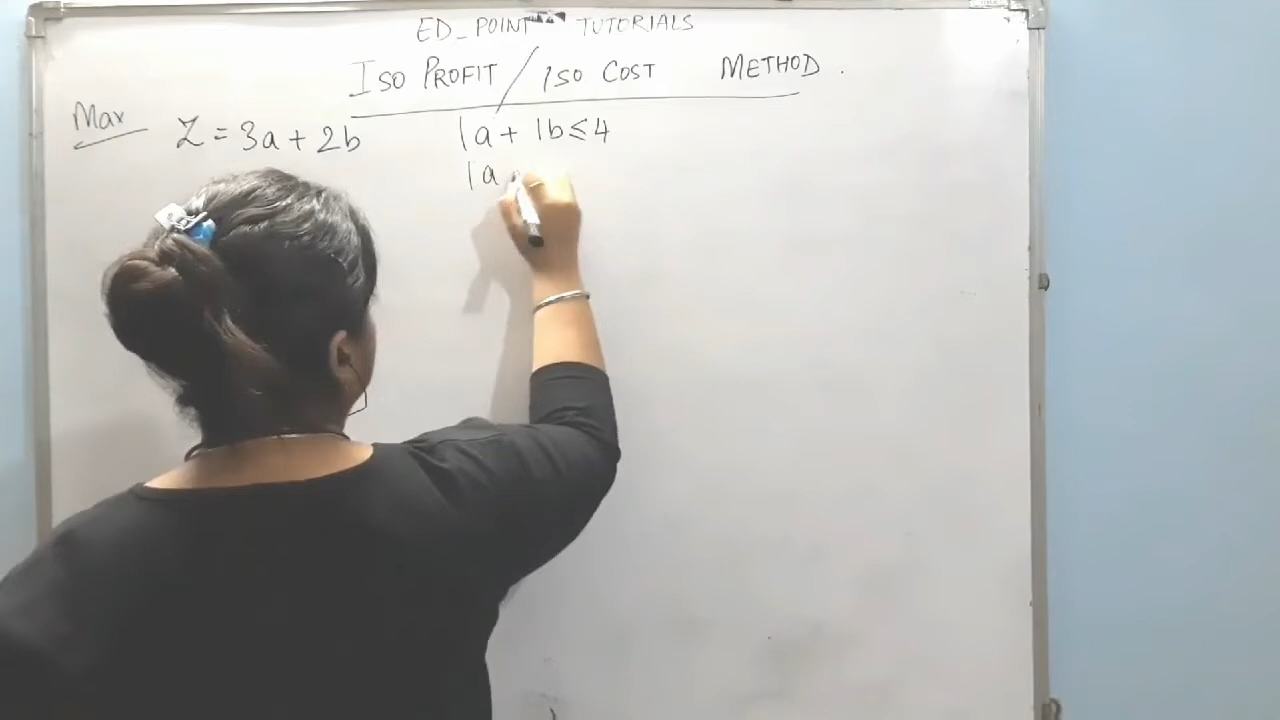 ED_POINT TUTORIALS
ISO PROFIT / ISO COST METHOD.
Max Z = 3a + 2b 1a + 1b ≤ 4
1a